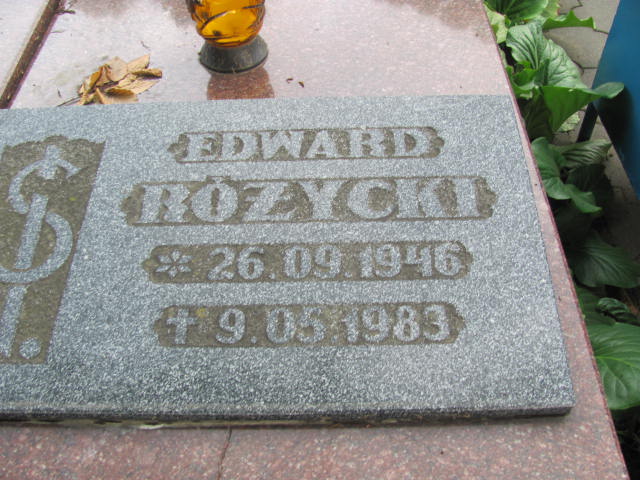 EDWARD
RÓŻYCKI
* 26.09.1946
✝ 9.05.1983